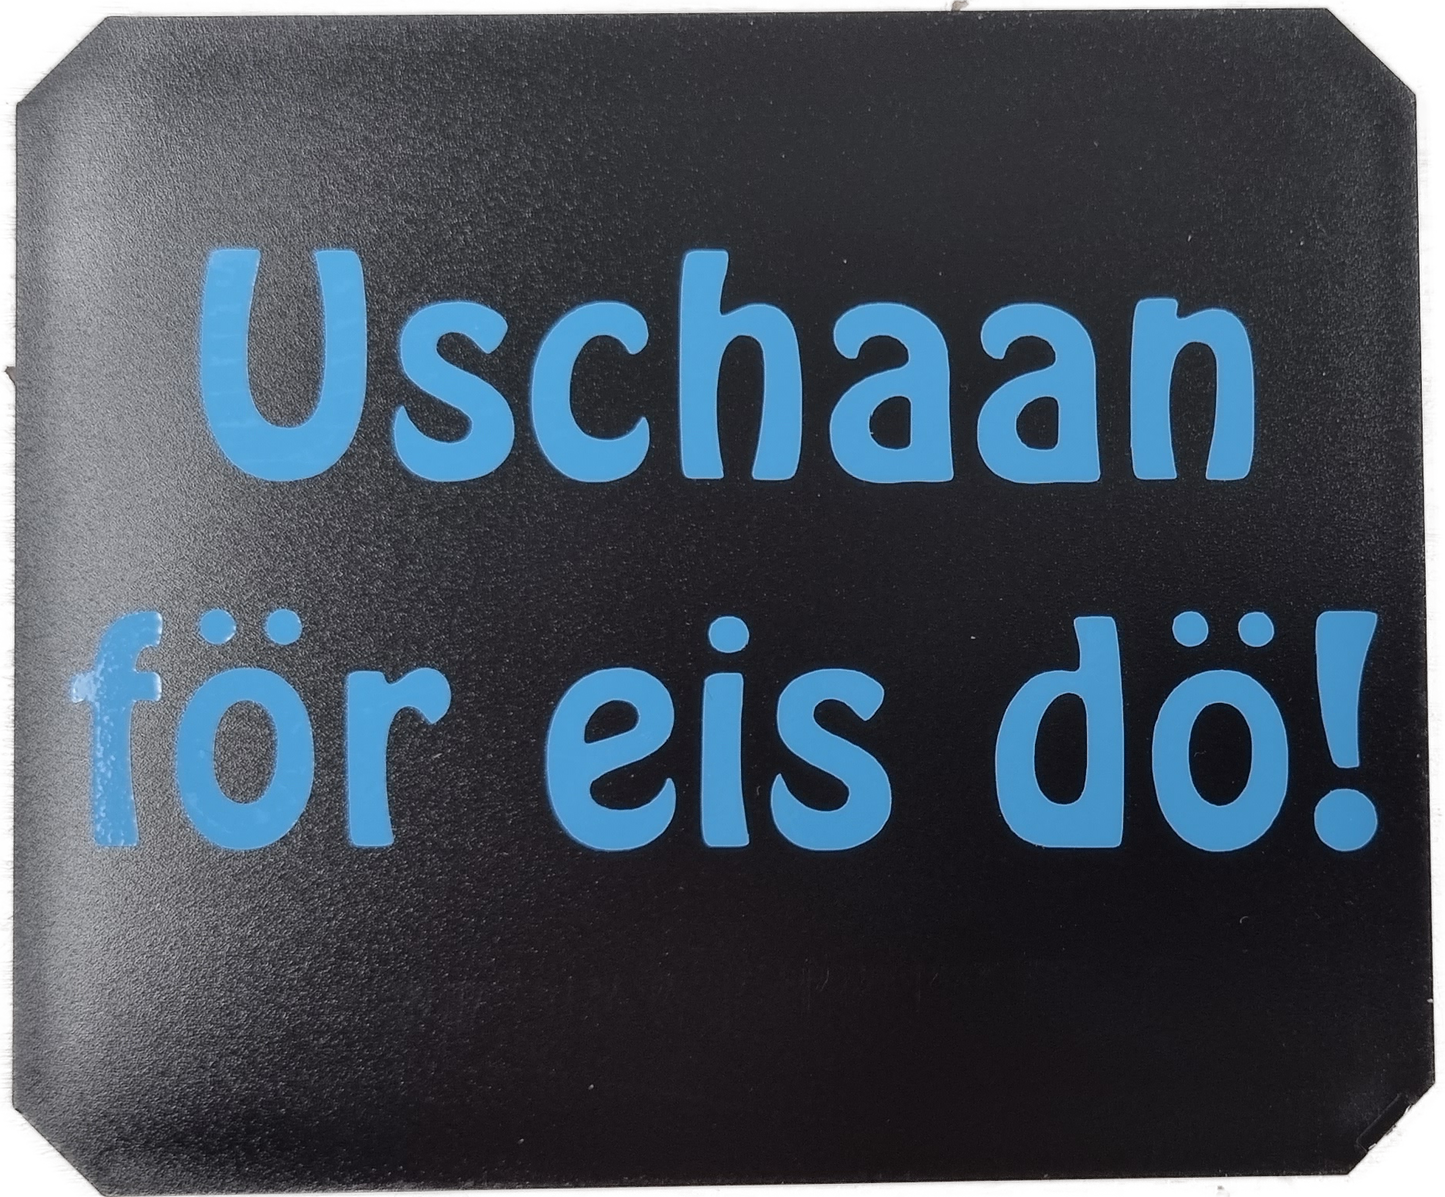 Uschaan
för eis dö!